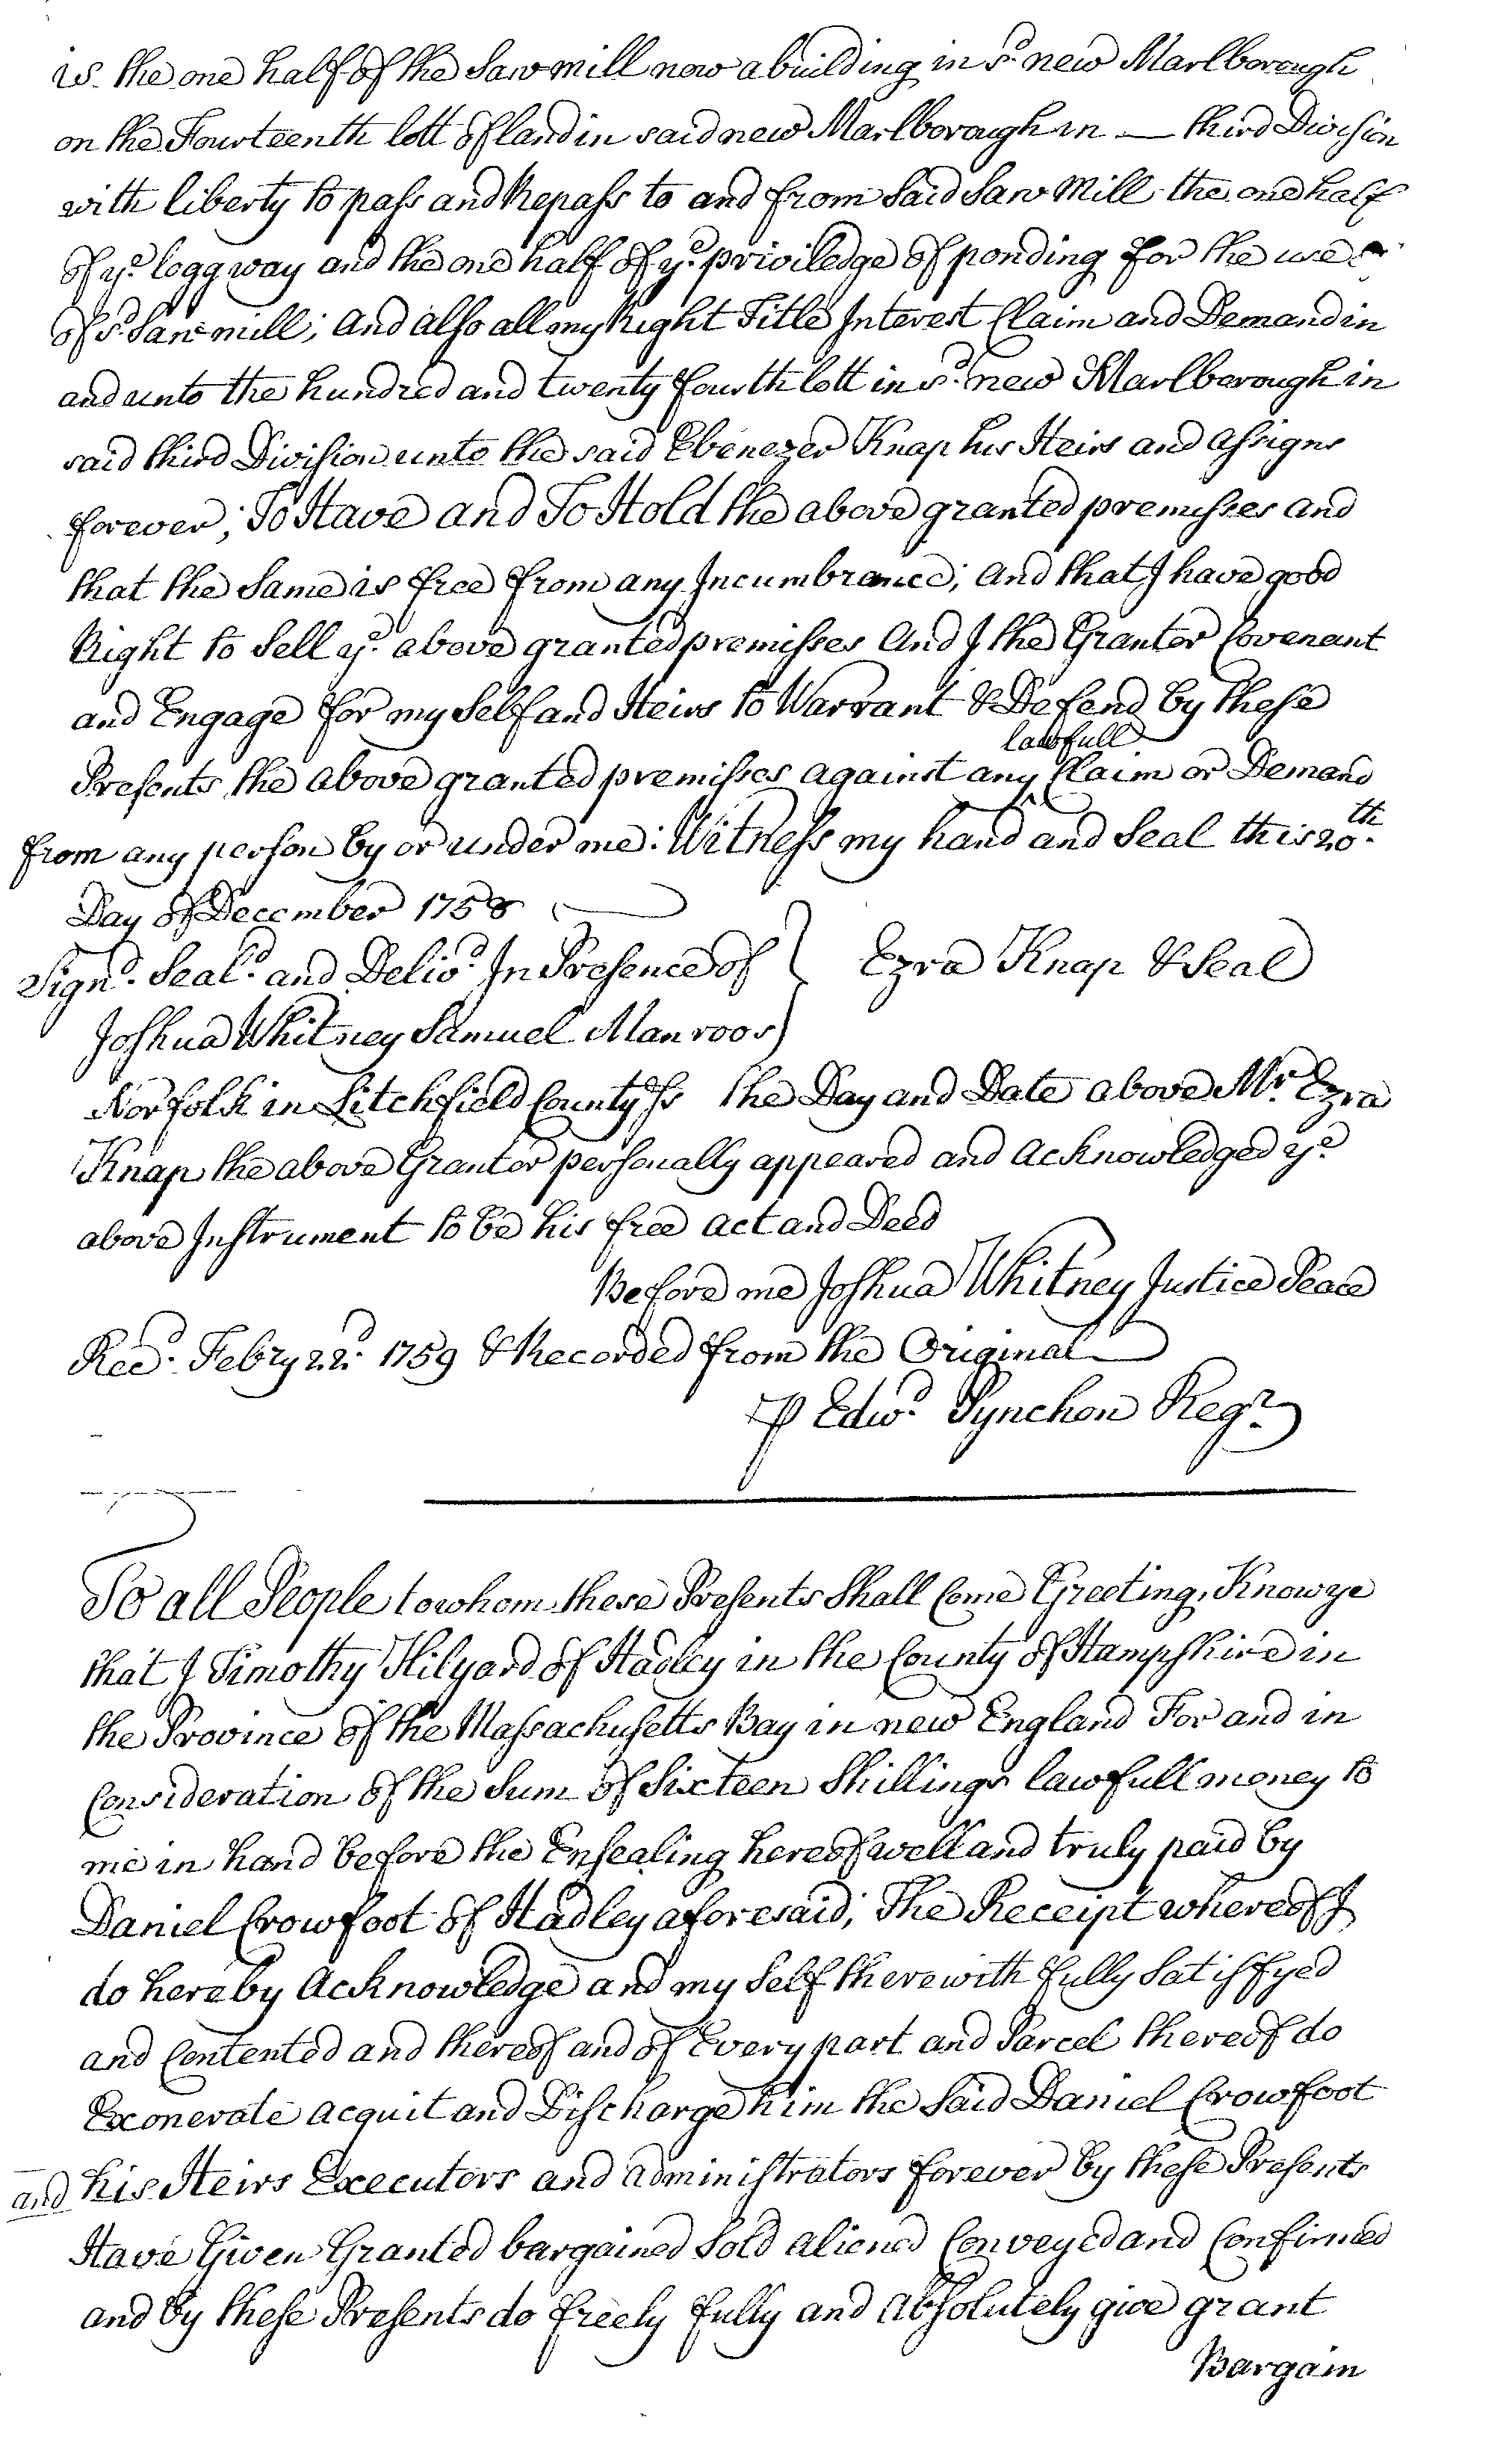 is the one half of the Sawmill now a building in sd. new Marlborough
on the Fourteenth lott of land in said new Marlborough in — third Division
with liberty to pass and Repass to and from Said Saw Mill the one half
of ye. logg way and the one half of ye. priviledge of ponding for the use
of sd. Sawmill; And also all my Right Title Interest Claim and Demand in
and unto the hundred and twenty fourth lott in sd. new Marlborough in
said third Division unto the said Ebenezer Knap his Heirs and Assigns
forever; To Have and To Hold the above granted premisses and
that the Same is free from any Incumbrance; And that I have good
Right to Sell ye. above granted premisses And I the Grantor Covenant
and Engage for my Self and Heirs to Warrant & Defend by these
Presents the above granted premisses against any ^lawfull Claim or Demand
from any person by or under me: Witness my hand and Seal this 20th.
Day of December 1758
Signd. Seald. and Delivd. In Presence of } Ezra Knap & Seal
Joshua Whitney Samuel Manroos
Norfolk in Litchfield County Ss the Day and Date above Mr. Ezra
Knap the above Grantor personally appeared and Acknowledged ye
above Instrument to be his free act and Deed
Before me Joshua Whitney Justice Peace
Recd. Febry 22d. 1759 & Recorded from the Original
P Edwd. Pynchon Regr
To all People to whom these Presents Shall Come Greeting, Know ye
that I Timothy Hilyard of Hadley in the County of Hampshire in
the Province of the Massachusetts Bay in new England For and in
Consideration of the Sum of Sixteen Shillings lawfull money to
me in hand before the Ensealing hereof well and truly paid by
Daniel Crowfoot of Hadley aforesaid; The Receipt whereof I
do hereby Acknowledge and my Self therewith fully Satisfyed
and Contented and thereof and of Every part and Parcel thereof do
Exonerate acquit and Discharge him the Said Daniel Crowfoot
and his Heirs Executors and Administrators forever by these Presents
Have Given Granted bargained Sold aliened Conveyed and Confirmed
and by these Presents do freely fully and Absolutely give grant
Bargain